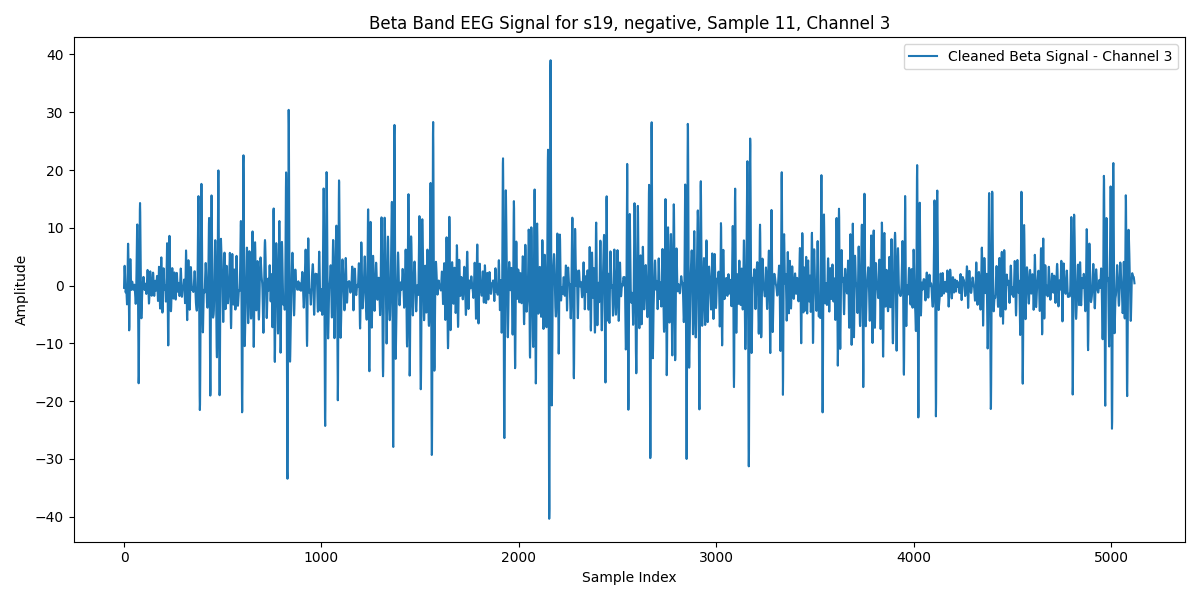 Beta Band EEG Signal for s19, negative, Sample 11, Channel 3
Cleaned Beta Signal - Channel 3
40
30
20
10
0
−10
−20
−30
−40
Amplitude
0 1000 2000 3000 4000 5000
Sample Index